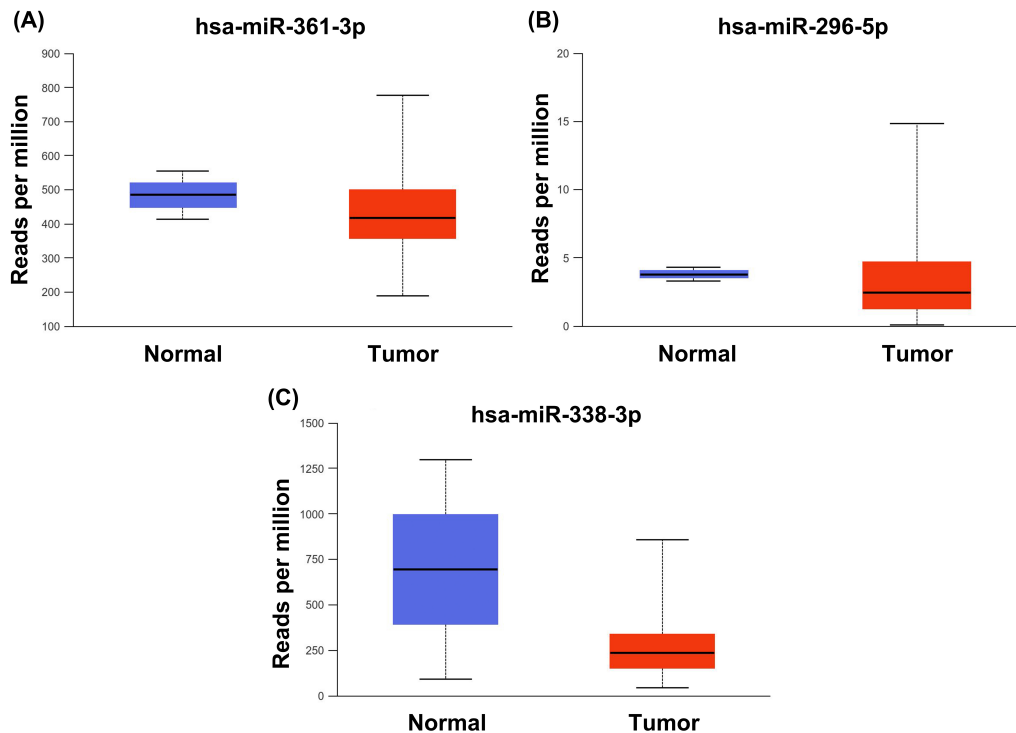 (A)
hsa-miR-361-3p
Reads per million
900
800
700
600
500
400
300
200
100
Normal
Tumor
(B)
hsa-miR-296-5p
Reads per million
20
15
10
5
0
Normal
Tumor
(C)
hsa-miR-338-3p
Reads per million
1500
1250
1000
750
500
250
0
Normal
Tumor